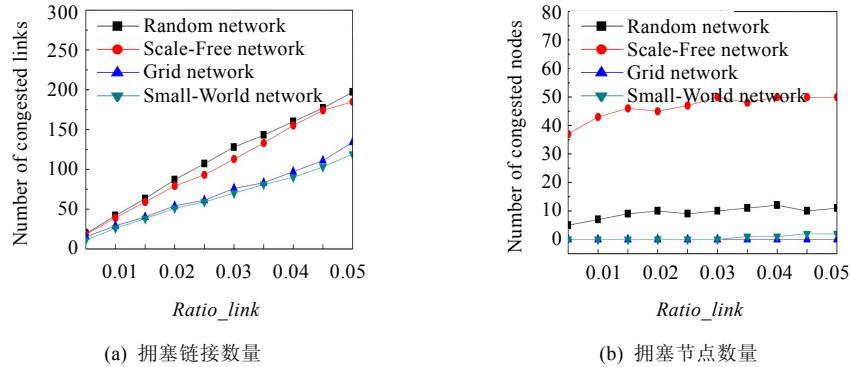 300
250
200
150
100
50
0
Number of congested links
Random network
Scale-Free network
Grid network
Small-World network
0.01 0.02 0.03 0.04 0.05
Ratio_link
(a) 拥塞链接数量
80
70
60
50
40
30
20
10
0
Number of congested nodes
Random network
Scale-Free network
Grid network
Small-World network
0.01 0.02 0.03 0.04 0.05
Ratio_link
(b) 拥塞节点数量